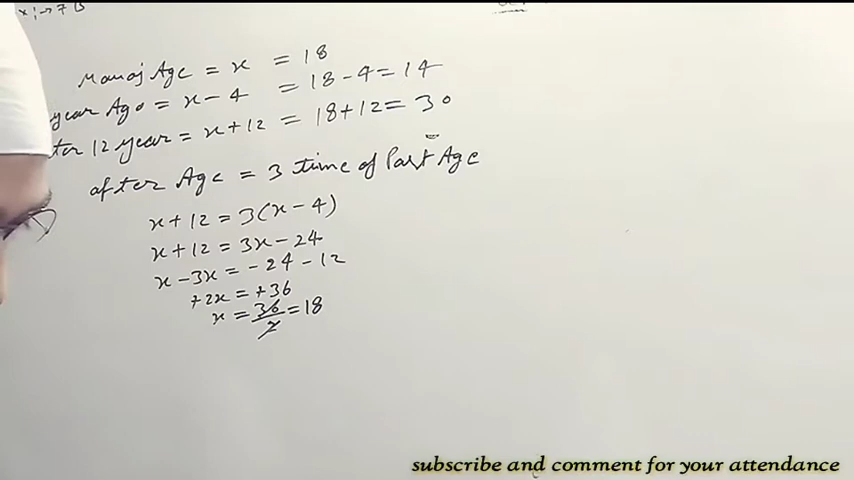 x :→ 7 B
Manoj Age = x = 18
year Ago = x - 4 = 18 - 4 = 14
ter 12 year = x + 12 = 18 + 12 = 30
after Age = 3 time of Past Age
x + 12 = 3(x - 4)
x + 12 = 3x - 24
x - 3x = - 24 - 12
+2x = +36
x = 36/2 = 18
subscribe and comment for your attendance